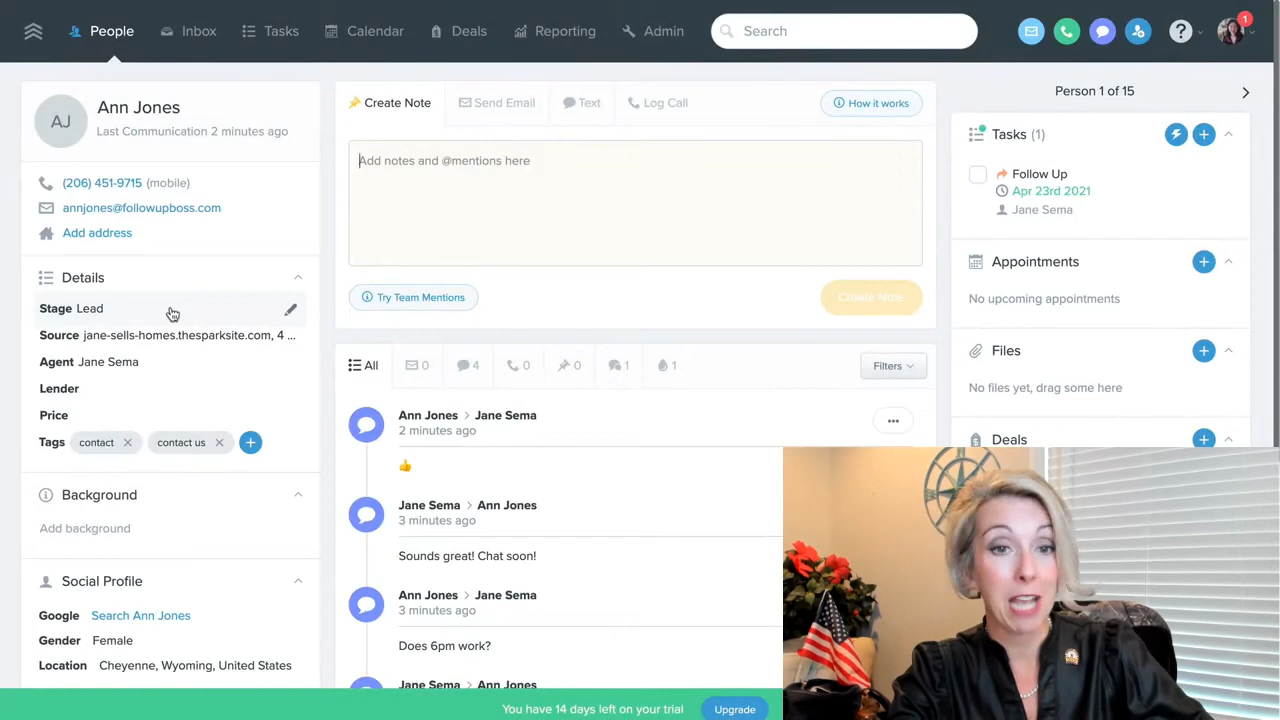 People
Inbox
Tasks
Calendar
Deals
Reporting
Admin
Search
?
1
AJ
Ann Jones
Last Communication 2 minutes ago
(206) 451-9715 (mobile)
annjones@followupboss.com
Add address
Details
Stage Lead
Source jane-sells-homes.thesparksite.com, 4 ...
Agent Jane Sema
Lender
Price
Tags contact contact us
Background
Add background
Social Profile
Google Search Ann Jones
Gender Female
Location Cheyenne, Wyoming, United States
Create Note
Send Email
Text
Log Call
How it works
Add notes and @mentions here
Try Team Mentions
Create Note
All
0
4
0
0
1
1
Filters
Ann Jones > Jane Sema
2 minutes ago
👍
Jane Sema > Ann Jones
3 minutes ago
Sounds great! Chat soon!
Ann Jones > Jane Sema
3 minutes ago
Does 6pm work?
Jane Sema > Ann Jones
Person 1 of 15
Tasks (1)
Follow Up
Apr 23rd 2021
Jane Sema
Appointments
No upcoming appointments
Files
No files yet, drag some here
Deals
You have 14 days left on your trial
Upgrade